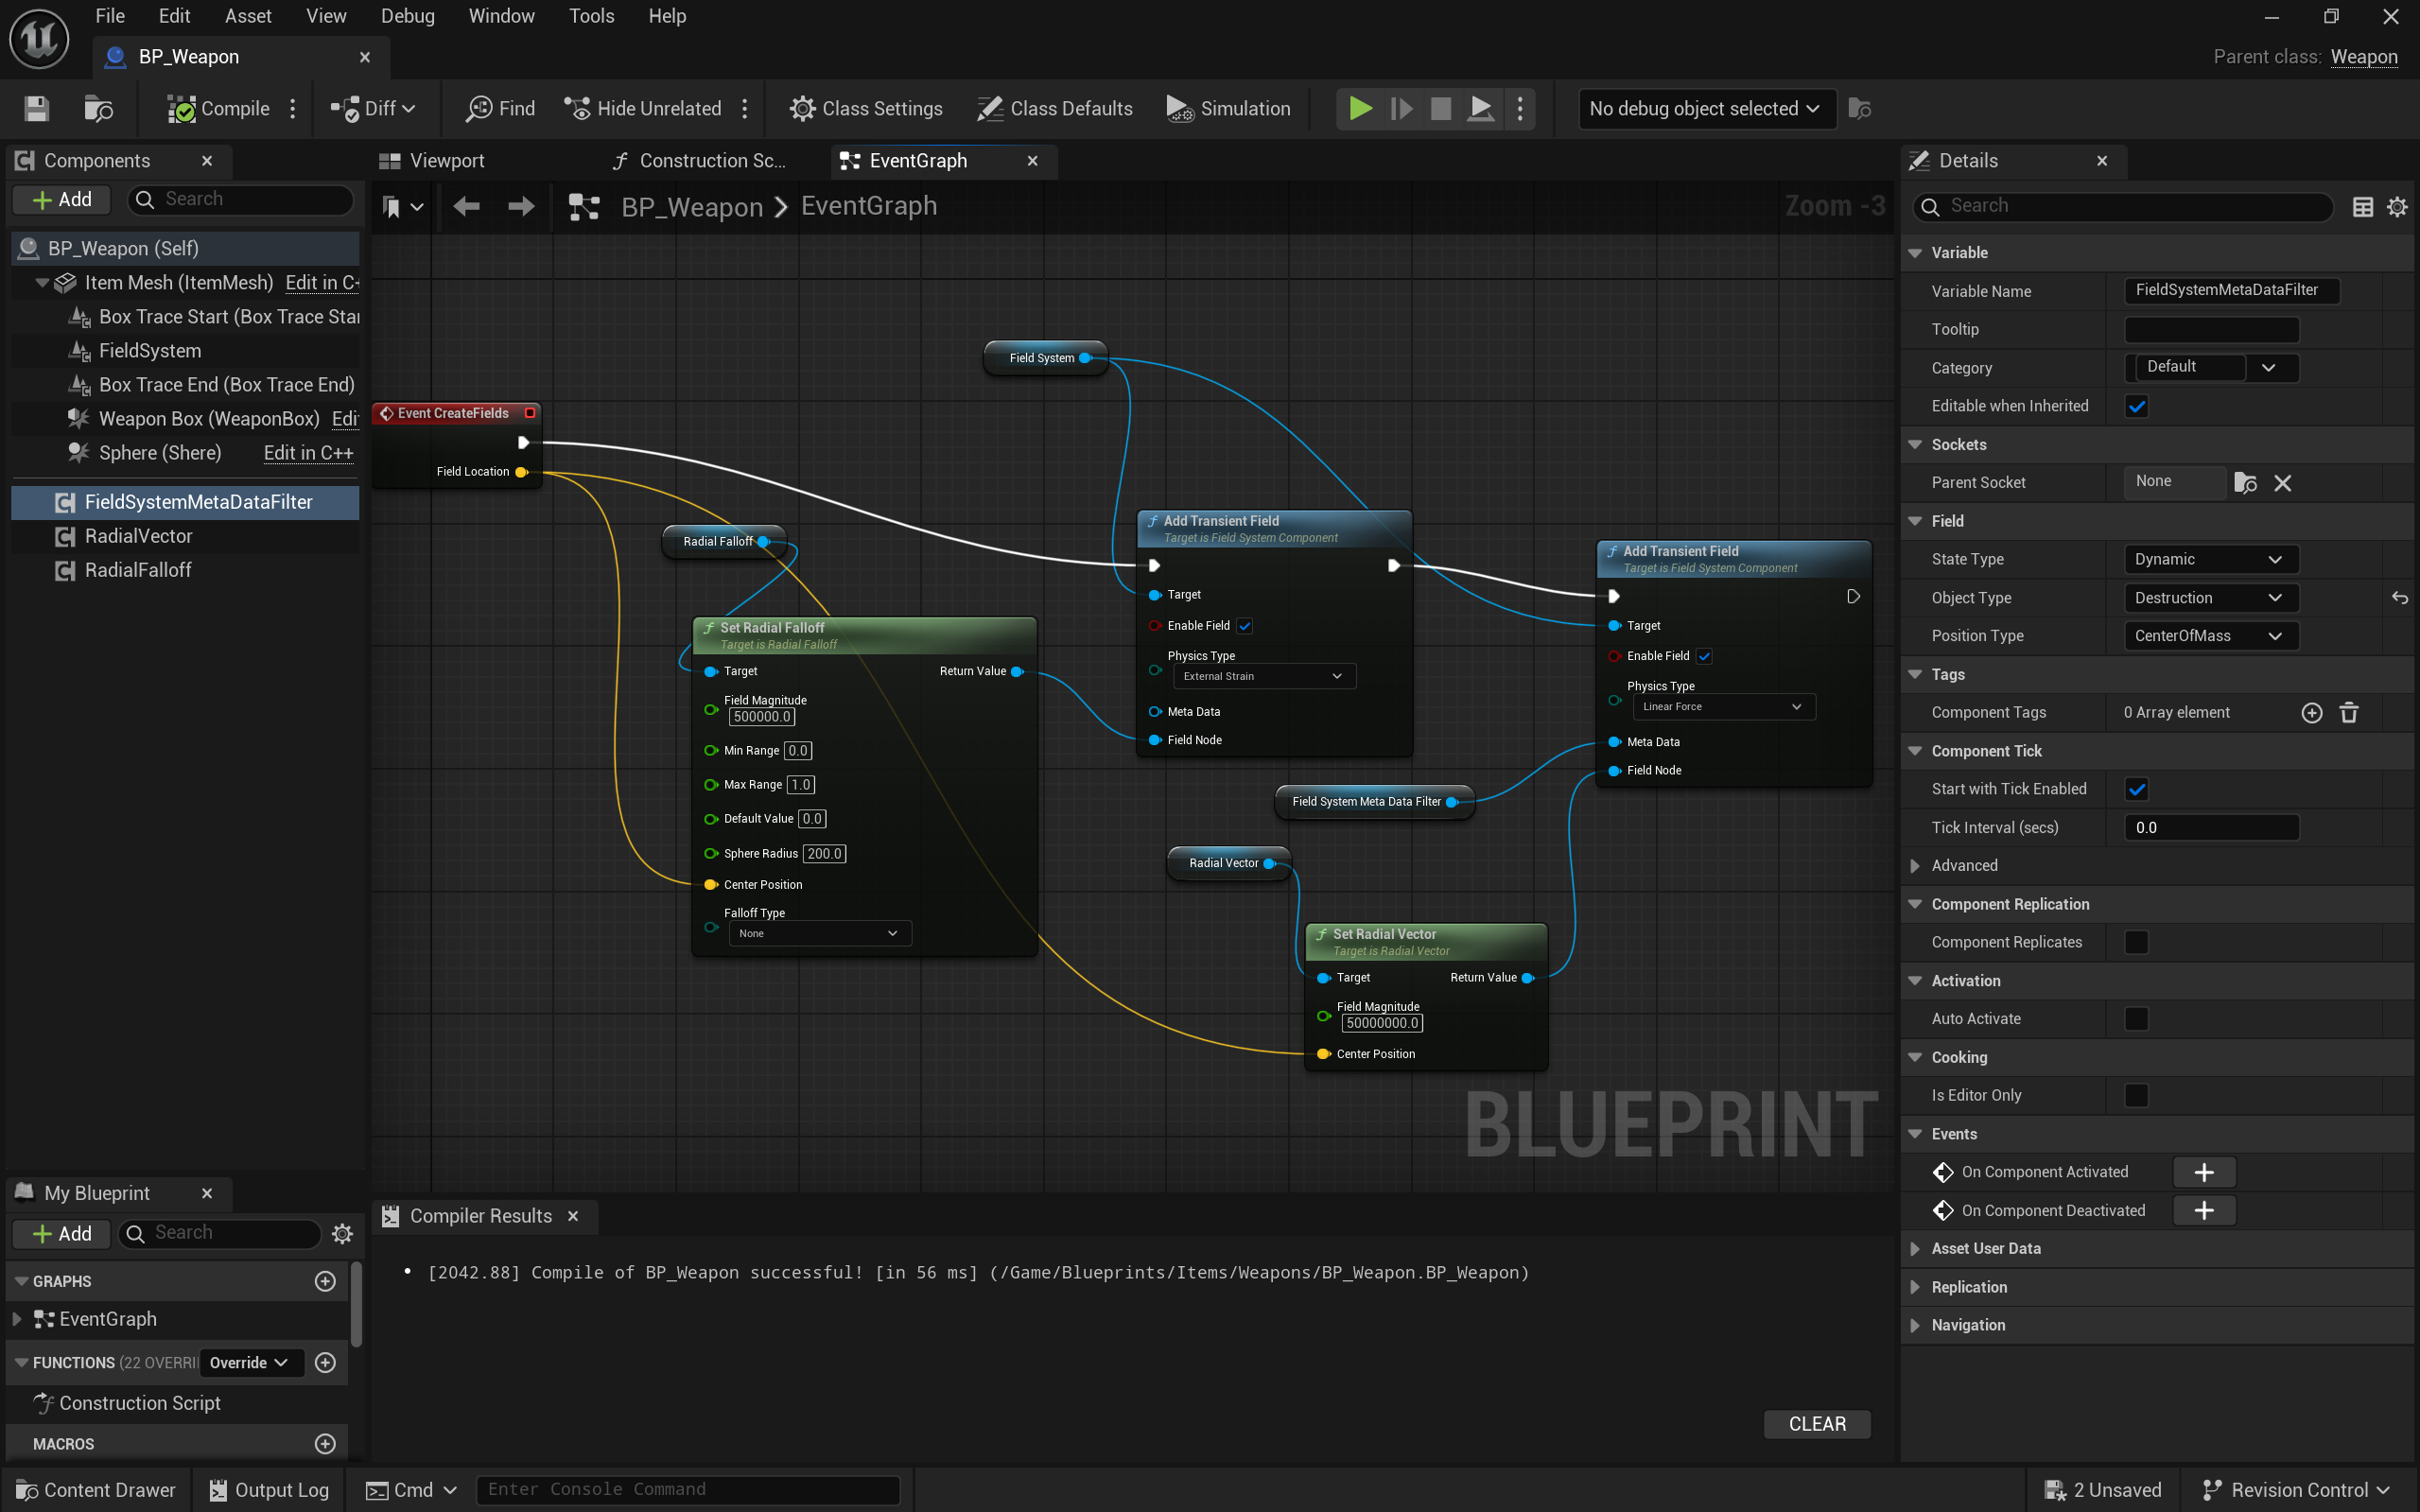 File Edit Asset View Debug Window Tools Help
BP_Weapon
Parent class: Weapon
Compile Diff Find Hide Unrelated Class Settings Class Defaults Simulation No debug object selected
Components
Add Search
BP_Weapon (Self)
Item Mesh (ItemMesh) Edit in C+
Box Trace Start (Box Trace Star
FieldSystem
Box Trace End (Box Trace End)
Weapon Box (WeaponBox) Edi
Sphere (Shere) Edit in C++
FieldSystemMetaDataFilter
RadialVector
RadialFalloff
My Blueprint
Add Search
GRAPHS
EventGraph
FUNCTIONS (22 OVERRI Override
Construction Script
MACROS
Viewport Construction Sc... EventGraph
BP_Weapon > EventGraph
Zoom -3
Field System
Event CreateFields
Field Location
Radial Falloff
Set Radial Falloff
Target is Radial Falloff
Target Return Value
Field Magnitude
500000.0
Min Range 0.0
Max Range 1.0
Default Value 0.0
Sphere Radius 200.0
Center Position
Falloff Type
None
Add Transient Field
Target is Field System Component
Target
Enable Field
Physics Type
External Strain
Meta Data
Field Node
Add Transient Field
Target is Field System Component
Target
Enable Field
Physics Type
Linear Force
Meta Data
Field Node
Field System Meta Data Filter
Radial Vector
Set Radial Vector
Target is Radial Vector
Target Return Value
Field Magnitude
50000000.0
Center Position
BLUEPRINT
Compiler Results
• [2042.88] Compile of BP_Weapon successful! [in 56 ms] (/Game/Blueprints/Items/Weapons/BP_Weapon.BP_Weapon)
CLEAR
Details
Search
Variable
Variable Name FieldSystemMetaDataFilter
Tooltip
Category Default
Editable when Inherited
Sockets
Parent Socket None
Field
State Type Dynamic
Object Type Destruction
Position Type CenterOfMass
Tags
Component Tags 0 Array element
Component Tick
Start with Tick Enabled
Tick Interval (secs) 0.0
Advanced
Component Replication
Component Replicates
Activation
Auto Activate
Cooking
Is Editor Only
Events
On Component Activated
On Component Deactivated
Asset User Data
Replication
Navigation
Content Drawer Output Log Cmd Enter Console Command 2 Unsaved Revision Control